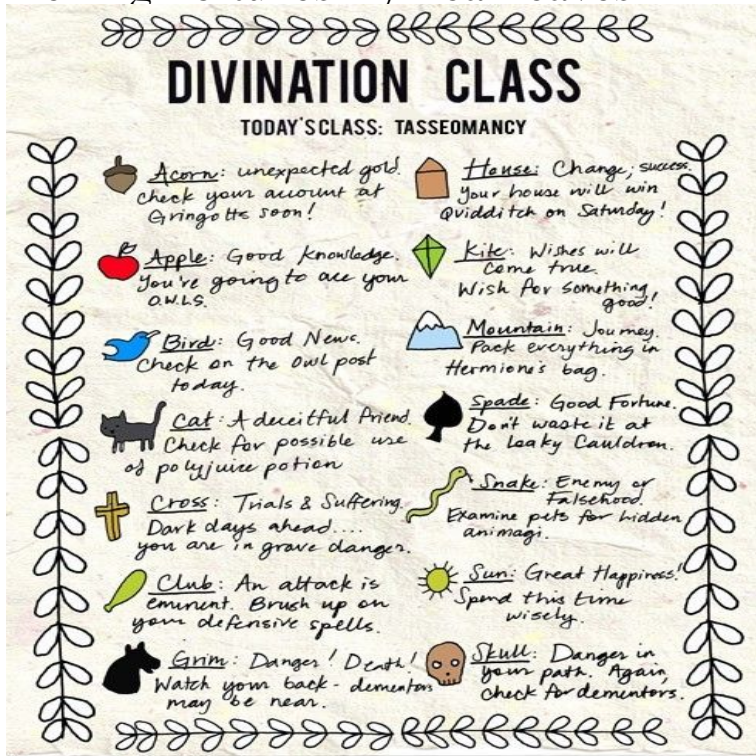 DIVINATION CLASS
TODAY'S CLASS: TASSEOMANCY
Acorn: unexpected gold.
Check your account at
Gringotts soon!
Apple: Good knowledge.
You're going to ace your
O.W.L.S.
Bird: Good News.
Check on the owl post
today.
Cat: A deceitful friend.
Check for possible use
of polyjuice potion
Cross: Trials & Suffering.
Dark days ahead....
you are in grave danger.
Club: An attack is
eminent. Brush up on
your defensive spells.
Grim: Danger! Death!
Watch your back - dementors
may be near.
House: Change, success.
Your house will win
Quidditch on Saturday!
Kite: Wishes will
come true.
Wish for something
good!
Mountain: Journey.
Pack everything in
Hermione's bag.
Spade: Good Fortune.
Don't waste it at
the Leaky Cauldron.
Snake: Enemy or
Falsehood.
Examine pets for hidden
animagi.
Sun: Great Happiness!
Spend this time
wisely.
Skull: Danger in
your path. Again,
check for dementors.